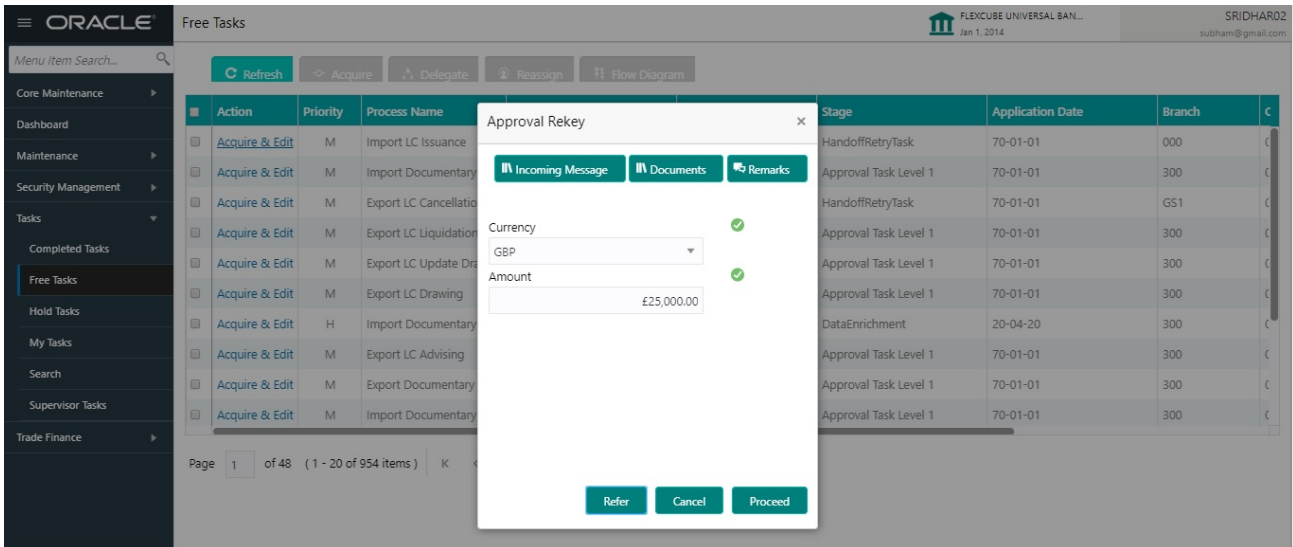 ORACLE
Free Tasks
FLEXCUBE UNIVERSAL BAN...
Jan 1, 2014
SRIDHAR02
subham@gmail.com
Menu Item Search...
Core Maintenance
Dashboard
Maintenance
Security Management
Tasks
Completed Tasks
Free Tasks
Hold Tasks
My Tasks
Search
Supervisor Tasks
Trade Finance
Refresh Acquire Delegate Reassign Flow Diagram
Action Priority Process Name Stage Application Date Branch C
Acquire & Edit M Import LC Issuance HandoffRetryTask 70-01-01 000
Acquire & Edit M Import Documentary Approval Task Level 1 70-01-01 300
Acquire & Edit M Export LC Cancellatio HandoffRetryTask 70-01-01 GS1
Acquire & Edit M Export LC Liquidation Approval Task Level 1 70-01-01 300
Acquire & Edit M Export LC Update Dra Approval Task Level 1 70-01-01 300
Acquire & Edit M Export LC Drawing Approval Task Level 1 70-01-01 300
Acquire & Edit H Import Documentary DataEnrichment 20-04-20 300
Acquire & Edit M Export LC Advising Approval Task Level 1 70-01-01 300
Acquire & Edit M Export Documentary Approval Task Level 1 70-01-01 300
Acquire & Edit M Import Documentary Approval Task Level 1 70-01-01 300
Page 1 of 48 ( 1 - 20 of 954 items )
Approval Rekey
Incoming Message Documents Remarks
Currency
GBP
Amount
£25,000.00
Refer Cancel Proceed